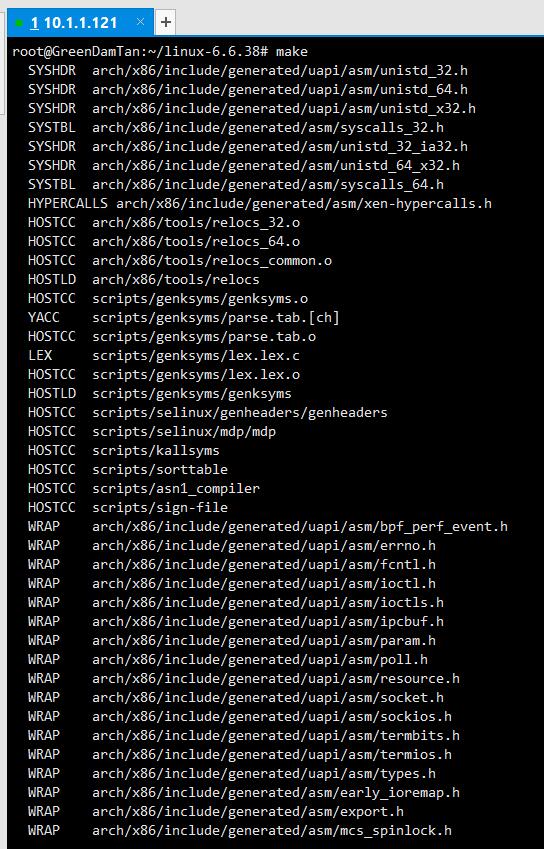 1 10.1.1.121 × +
root@GreenDamTan:~/linux-6.6.38# make
SYSHDR arch/x86/include/generated/uapi/asm/unistd_32.h
SYSHDR arch/x86/include/generated/uapi/asm/unistd_64.h
SYSHDR arch/x86/include/generated/uapi/asm/unistd_x32.h
SYSTBL arch/x86/include/generated/asm/syscalls_32.h
SYSHDR arch/x86/include/generated/asm/unistd_32_ia32.h
SYSHDR arch/x86/include/generated/asm/unistd_64_x32.h
SYSTBL arch/x86/include/generated/asm/syscalls_64.h
HYPERCALLS arch/x86/include/generated/asm/xen-hypercalls.h
HOSTCC arch/x86/tools/relocs_32.o
HOSTCC arch/x86/tools/relocs_64.o
HOSTCC arch/x86/tools/relocs_common.o
HOSTLD arch/x86/tools/relocs
HOSTCC scripts/genksyms/genksyms.o
YACC scripts/genksyms/parse.tab.[ch]
HOSTCC scripts/genksyms/parse.tab.o
LEX scripts/genksyms/lex.lex.c
HOSTCC scripts/genksyms/lex.lex.o
HOSTLD scripts/genksyms/genksyms
HOSTCC scripts/selinux/genheaders/genheaders
HOSTCC scripts/selinux/mdp/mdp
HOSTCC scripts/kallsyms
HOSTCC scripts/sorttable
HOSTCC scripts/asn1_compiler
HOSTCC scripts/sign-file
WRAP arch/x86/include/generated/uapi/asm/bpf_perf_event.h
WRAP arch/x86/include/generated/uapi/asm/errno.h
WRAP arch/x86/include/generated/uapi/asm/fcntl.h
WRAP arch/x86/include/generated/uapi/asm/ioctl.h
WRAP arch/x86/include/generated/uapi/asm/ioctls.h
WRAP arch/x86/include/generated/uapi/asm/ipcbuf.h
WRAP arch/x86/include/generated/uapi/asm/param.h
WRAP arch/x86/include/generated/uapi/asm/poll.h
WRAP arch/x86/include/generated/uapi/asm/resource.h
WRAP arch/x86/include/generated/uapi/asm/socket.h
WRAP arch/x86/include/generated/uapi/asm/sockios.h
WRAP arch/x86/include/generated/uapi/asm/termbits.h
WRAP arch/x86/include/generated/uapi/asm/termios.h
WRAP arch/x86/include/generated/uapi/asm/types.h
WRAP arch/x86/include/generated/asm/early_ioremap.h
WRAP arch/x86/include/generated/asm/export.h
WRAP arch/x86/include/generated/asm/mcs_spinlock.h